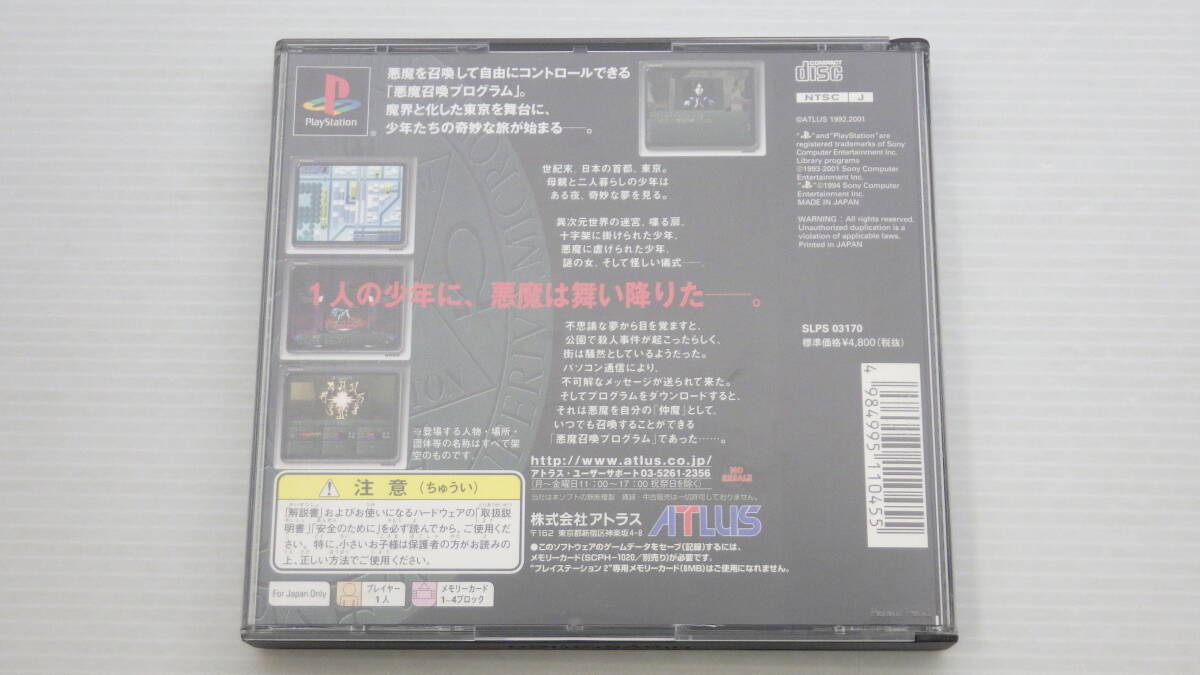 PlayStation
悪魔を召喚して自由にコントロールできる
「悪魔召喚プログラム」。
魔界と化した東京を舞台に、
少年たちの奇妙な旅が始まる──。
世紀末、日本の首都、東京。
母親と二人暮らしの少年は
ある夜、奇妙な夢を見る。
異次元世界の迷宮、喋る扉、
十字架に掛けられた少年、
悪魔に虐げられた少年、
謎の女、そして怪しい儀式──。
1人の少年に、悪魔は舞い降りた──。
不思議な夢から目を覚ますと、
公園で殺人事件が起こったらしく、
街は騒然としているようだった。
パソコン通信により、
不可解なメッセージが送られて来た。
そしてプログラムをダウンロードすると、
それは悪魔を自分の「仲魔」として、
いつでも召喚することができる
「悪魔召喚プログラム」であった……。
※登場する人物・場所・
団体等の名称はすべて架
空のものです。
http://www.atlus.co.jp/
アトラス・ユーザーサポート03-5261-2356
(月〜金曜日11：00〜17：00 祝祭日を除く)
NO RESALE
当社は本ソフトの無断複製、賃貸・中古販売は一切許可しておりません。
株式会社アトラス ATLUS
〒162 東京都新宿区神楽坂4-8
●このソフトウェアのゲームデータをセーブ(記録)するには、
メモリーカード(SCPH-1020／別売り)が必要です。
"プレイステーション 2"専用メモリーカード(8MB)はご使用になれません。
注意(ちゅうい)
「解説書」およびお使いになるハードウェアの「取扱説
明書」「安全のために」を必ず読んでから、ご使用くだ
さい。特に、小さいお子様は保護者の方がお読みの
上、正しい方法でご使用ください。
For Japan Only
プレイヤー
1人
メモリーカード
1〜4ブロック
COMPACT
disc
NTSC J
©ATLUS 1992,2001
" " and "PlayStation" are
registered trademarks of Sony
Computer Entertainment Inc.
Library programs
©1993-2001 Sony Computer
Entertainment Inc.
" " ©1994 Sony Computer
Entertainment Inc.
MADE IN JAPAN
WARNING : All rights reserved.
Unauthorized duplication is a
violation of applicable laws.
Printed in JAPAN
SLPS 03170
標準価格¥4,800(税抜)
4 984995 110455